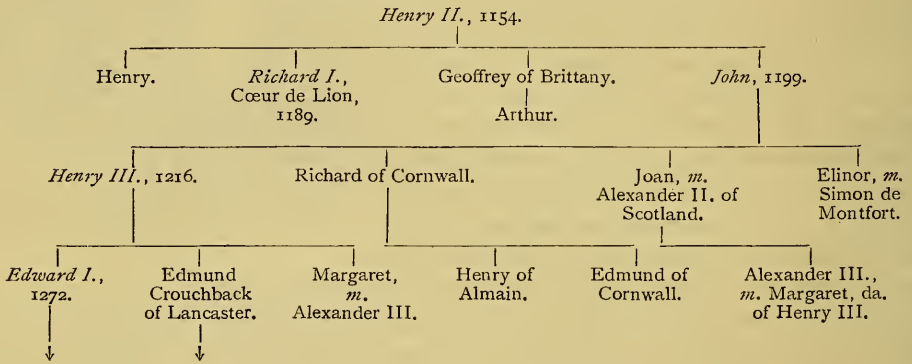 Henry II., 1154.
Henry. Richard I., Geoffrey of Brittany. John, 1199.
Cœur de Lion,
1189. Arthur.
Henry III., 1216. Richard of Cornwall. Joan, m. Elinor, m.
Alexander II. of Simon de
Scotland. Montfort.
Edward I., Edmund Margaret, Henry of Edmund of Alexander III.,
1272. Crouchback m. Almain. Cornwall. m. Margaret, da.
of Lancaster. Alexander III. of Henry III.